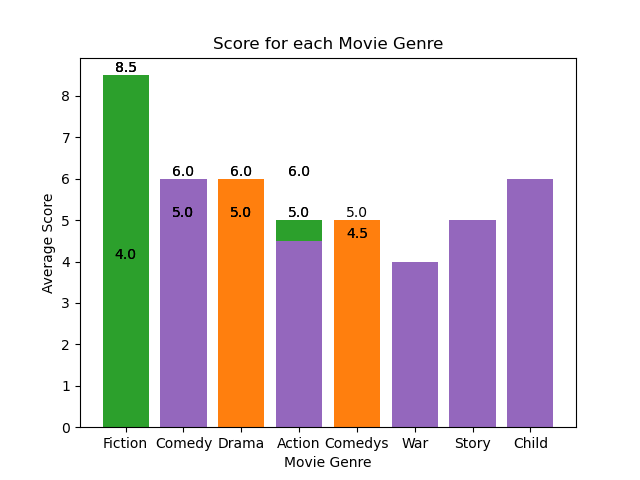 Score for each Movie Genre
8.5
6.0 6.0 6.0
5.0 5.0 5.0 5.0
4.5
4.0
8
7
6
5
4
3
2
1
0
Average Score
Fiction Comedy Drama Action Comedys War Story Child
Movie Genre